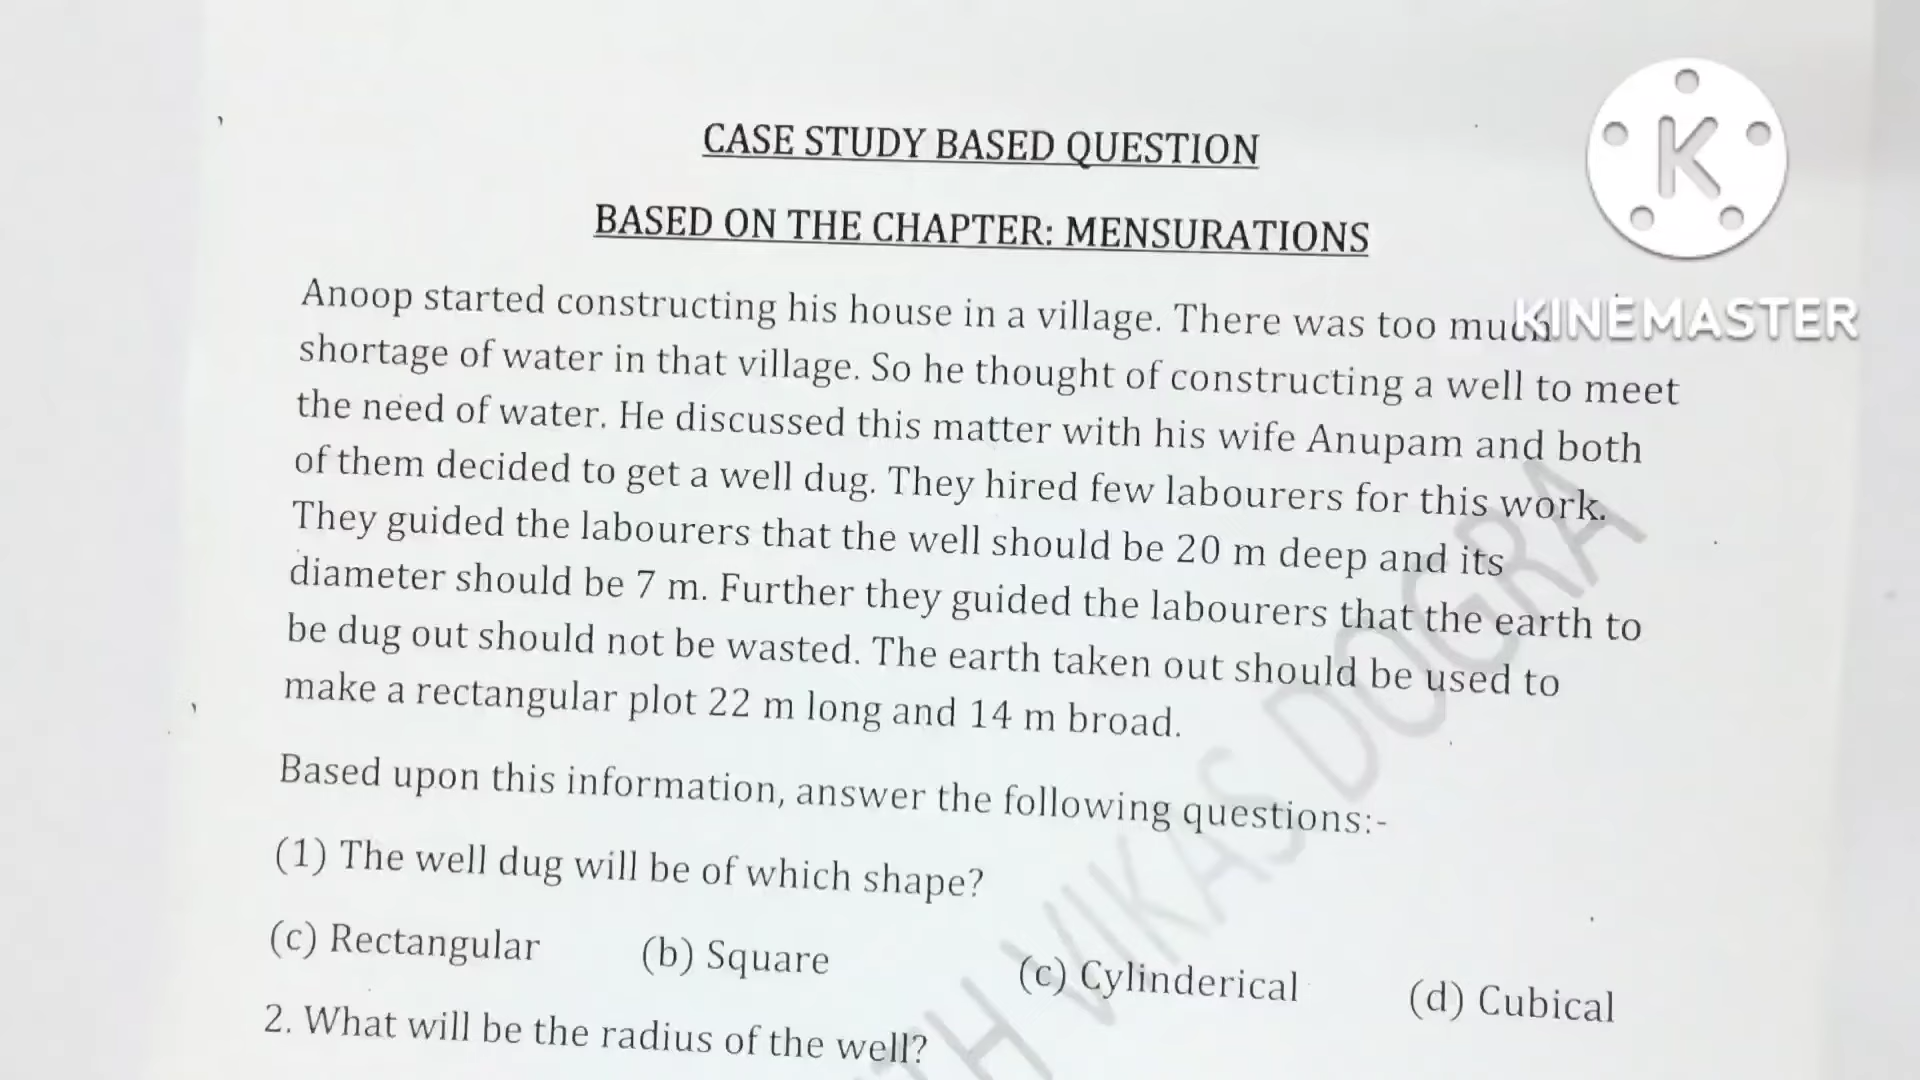 CASE STUDY BASED QUESTION
BASED ON THE CHAPTER: MENSURATIONS
Anoop started constructing his house in a village. There was too much
shortage of water in that village. So he thought of constructing a well to meet
the need of water. He discussed this matter with his wife Anupam and both
of them decided to get a well dug. They hired few labourers for this work.
They guided the labourers that the well should be 20 m deep and its
diameter should be 7 m. Further they guided the labourers that the earth to
be dug out should not be wasted. The earth taken out should be used to
make a rectangular plot 22 m long and 14 m broad.
Based upon this information, answer the following questions:-
(1) The well dug will be of which shape?
(c) Rectangular (b) Square (c) Cylinderical (d) Cubical
2. What will be the radius of the well?
K
KINEMASTER
VIKAS DOGRA